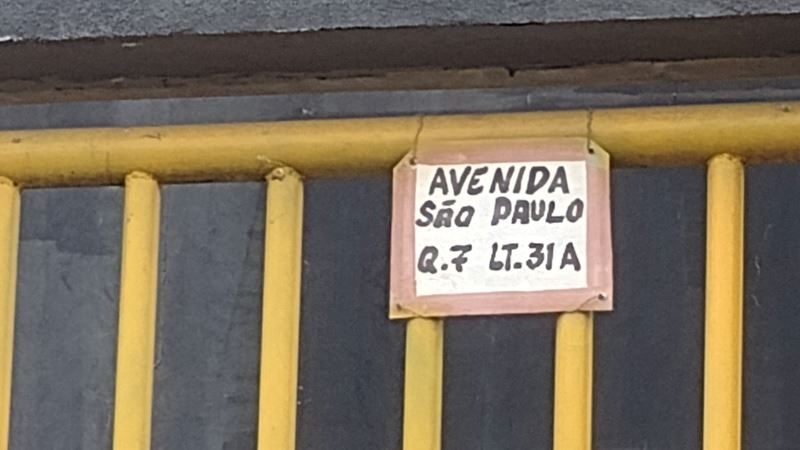 AVENIDA
SÃO PAULO
Q.7 LT.31A